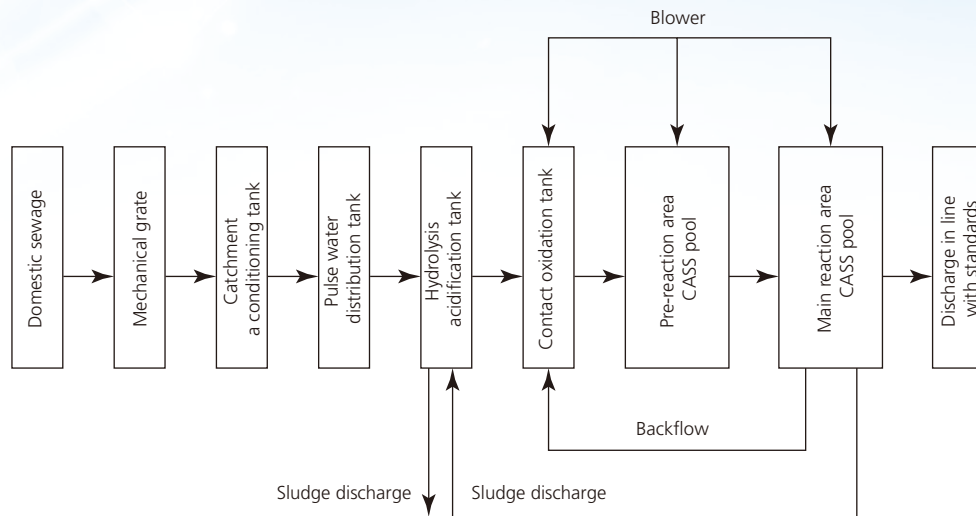 Blower
Domestic sewage
Mechanical grate
Catchment
a conditioning tank
Pulse water
distribution tank
Hydrolysis
acidification tank
Contact oxidation tank
Pre-reaction area
CASS pool
Main reaction area
CASS pool
Discharge in line
with standards
Backflow
Sludge discharge
Sludge discharge